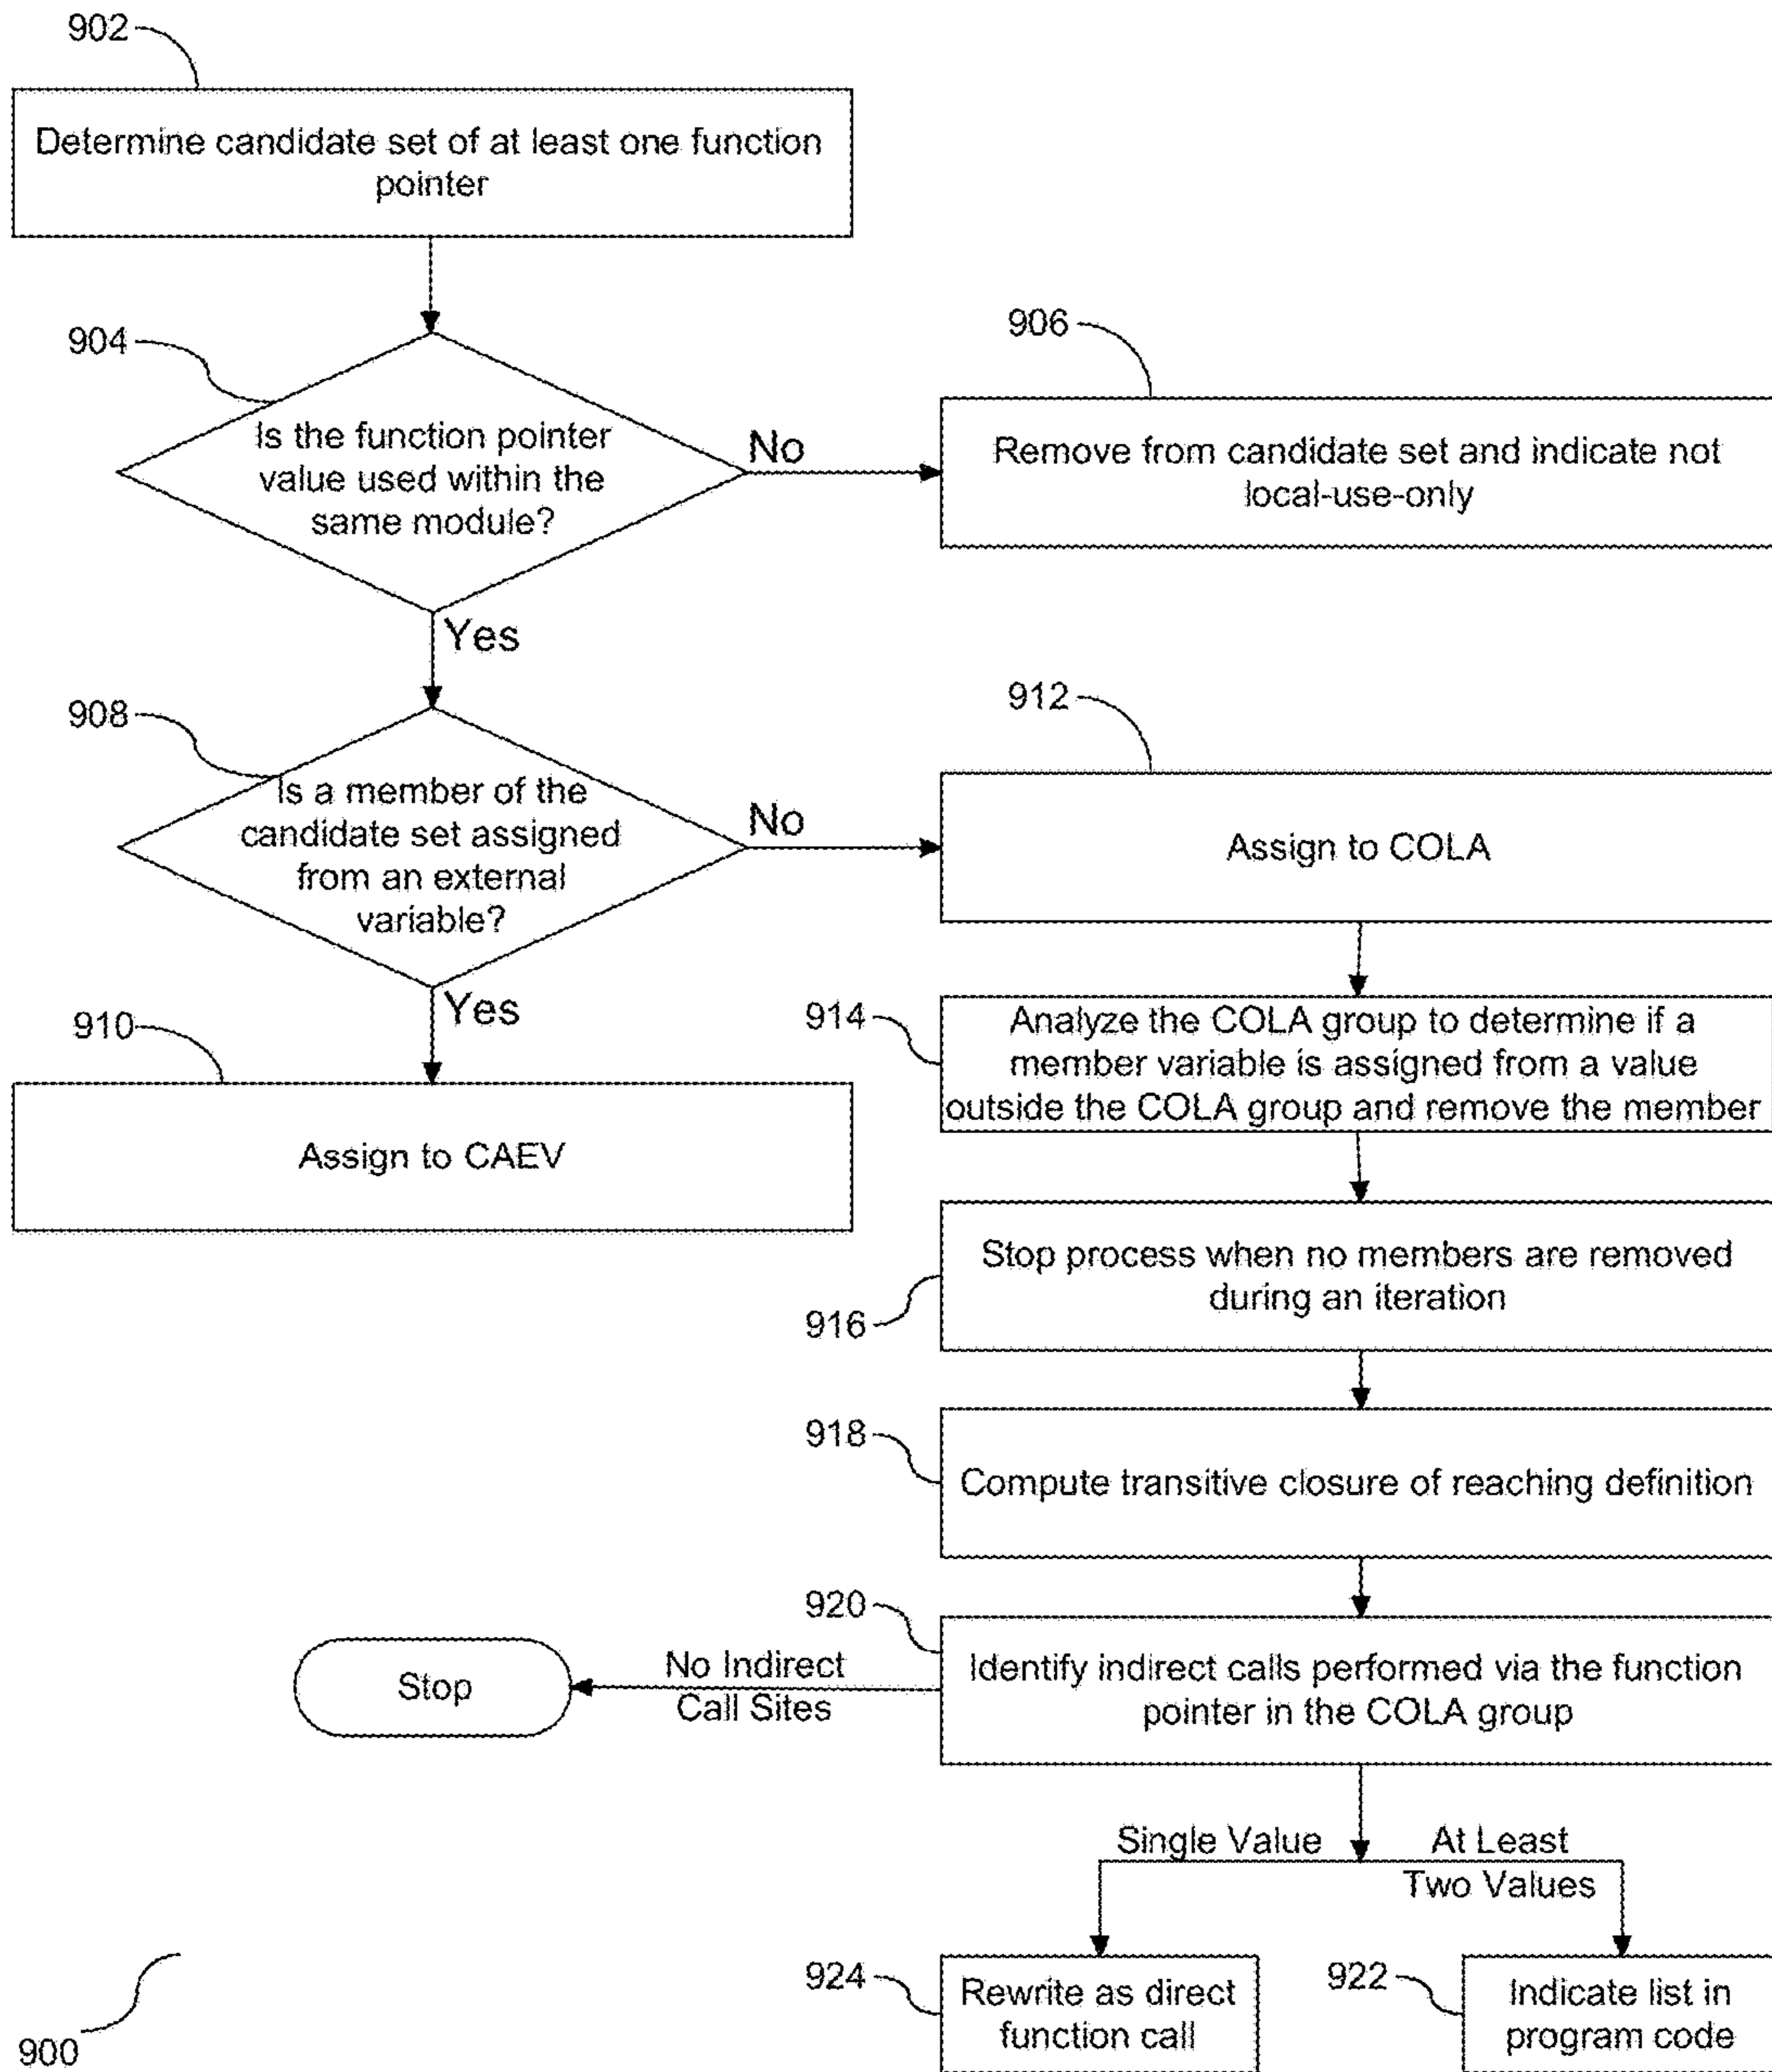 902
Determine candidate set of at least one function
pointer
904
Is the function pointer
value used within the
same module?
No
906
Remove from candidate set and indicate not
local-use-only
Yes
908
Is a member of the
candidate set assigned
from an external
variable?
No
912
Assign to COLA
Yes
910
Assign to CAEV
914
Analyze the COLA group to determine if a
member variable is assigned from a value
outside the COLA group and remove the member
916
Stop process when no members are removed
during an iteration
918
Compute transitive closure of reaching definition
920
Identify indirect calls performed via the function
pointer in the COLA group
No Indirect
Call Sites
Stop
Single Value
At Least
Two Values
924
Rewrite as direct
function call
922
Indicate list in
program code
900